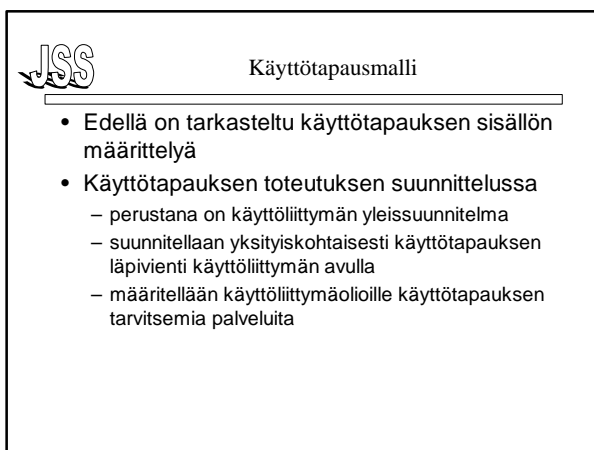 JSS
Käyttötapausmalli
• Edellä on tarkasteltu käyttötapauksen sisällön
määrittelyä
• Käyttötapauksen toteutuksen suunnittelussa
– perustana on käyttöliittymän yleissuunnitelma
– suunnitellaan yksityiskohtaisesti käyttötapauksen
läpivienti käyttöliittymän avulla
– määritellään käyttöliittymäolioille käyttötapauksen
tarvitsemia palveluita